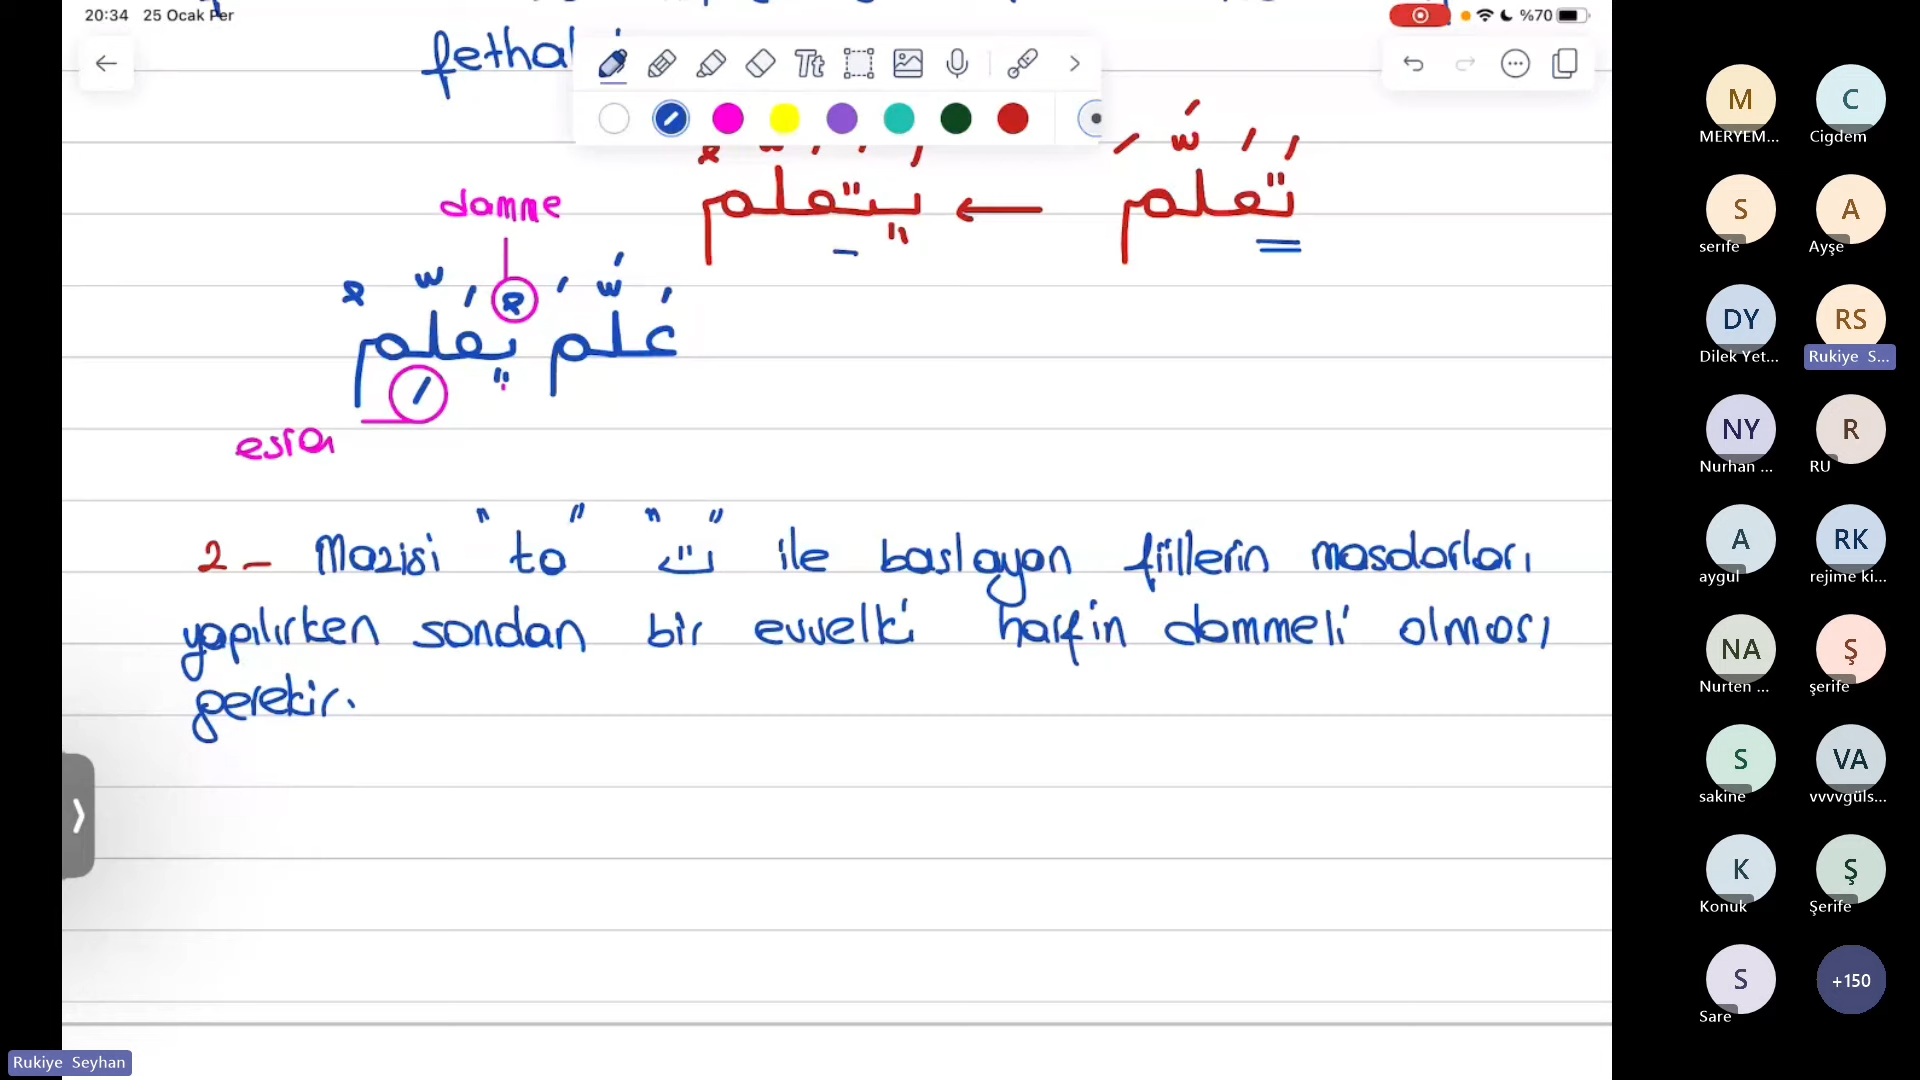 20:34 25 Ocak Per
%70
fethal
damme
تَعَلَّمَ ← يَتَعَلَّمُ
عَلَّمَ يُعَلِّمُ
esra
2 - Mazisi "ta" "ت" ile başlayan fiillerin masdarları
yapılırken sondan bir evvelki harfin dammeli olması
gerekir.
M
MERYEM...
C
Cigdem
S
serife
A
Ayşe
DY
Dilek Yet...
RS
Rukiye S...
NY
Nurhan ...
R
RU
A
aygul
RK
rejime ki...
NA
Nurten ...
Ş
şerife
S
sakine
VA
vvvvgüls...
K
Konuk
Ş
Şerife
S
Sare
+150
Rukiye Seyhan